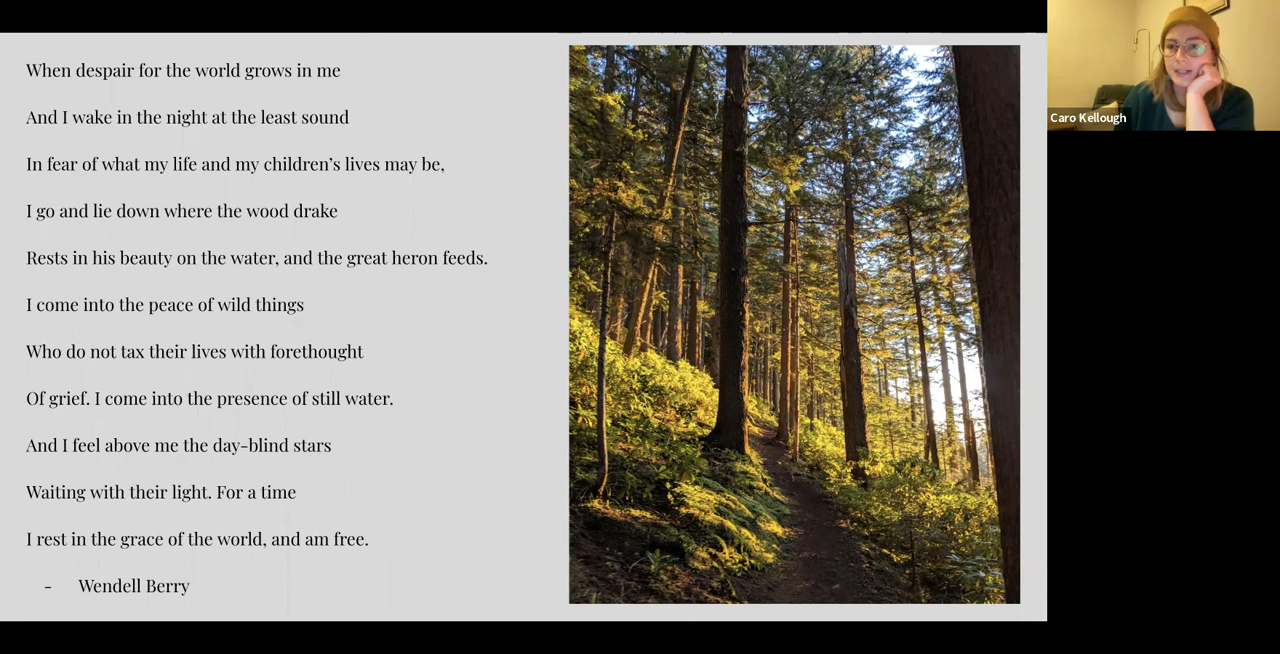 When despair for the world grows in me
And I wake in the night at the least sound
In fear of what my life and my children’s lives may be,
I go and lie down where the wood drake
Rests in his beauty on the water, and the great heron feeds.
I come into the peace of wild things
Who do not tax their lives with forethought
Of grief. I come into the presence of still water.
And I feel above me the day-blind stars
Waiting with their light. For a time
I rest in the grace of the world, and am free.
- Wendell Berry
Caro Kellough